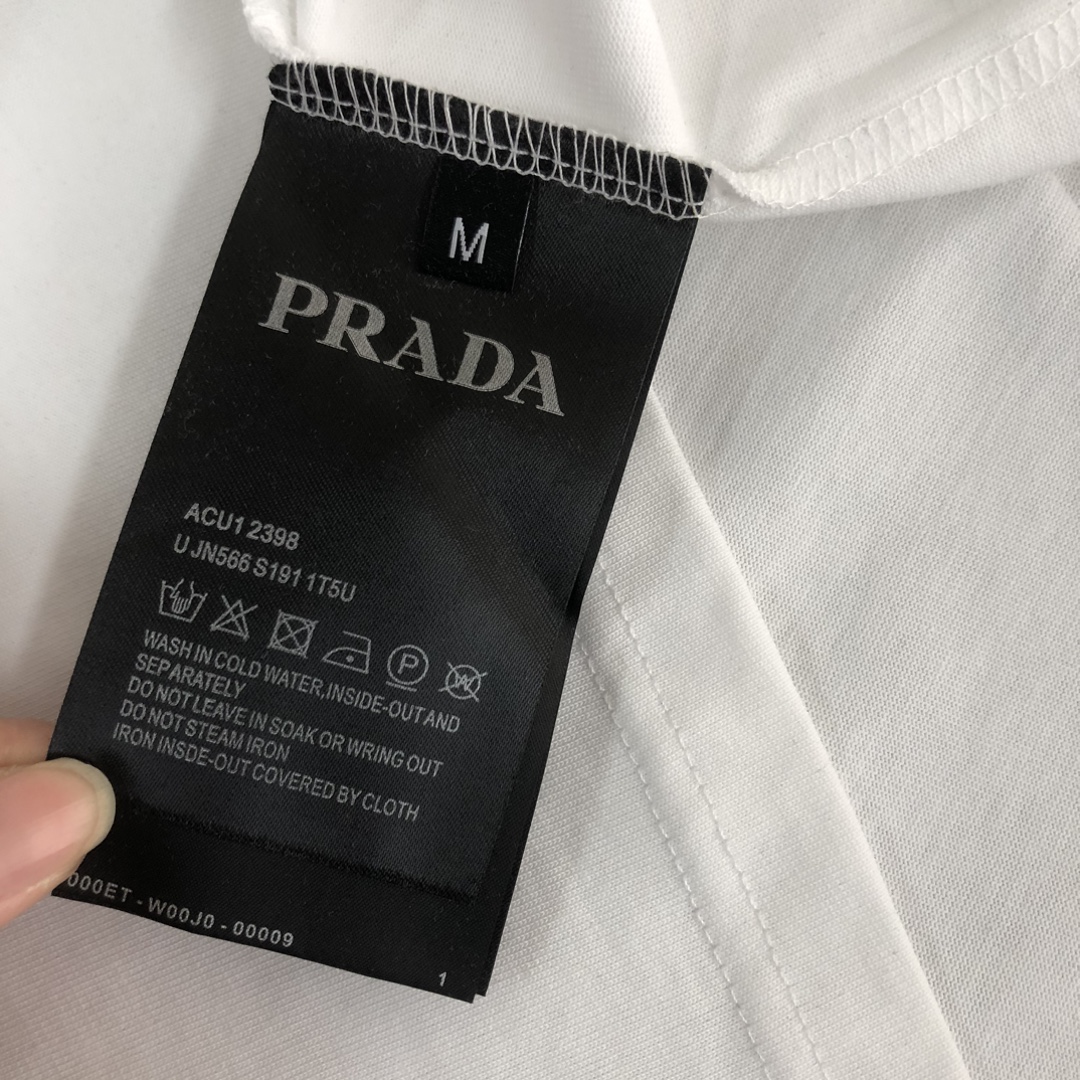 M
PRADA
ACU1 2398
UJN566 S191 1T5U
P
W
WASH IN COLD WATER,INSIDE-OUT AND
SEPARATELY
DO NOT LEAVE IN SOAK OR WRING OUT
DO NOT STEAM IRON
IRON INSDE-OUT COVERED BY CLOTH
000ET - W00J0 - 00009
1